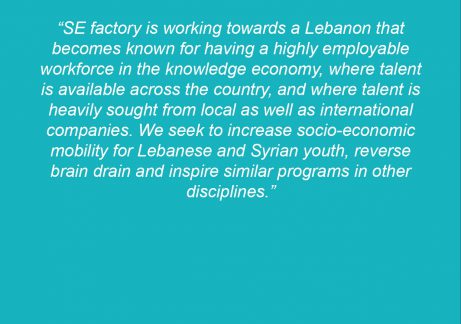 “SE factory is working towards a Lebanon that
becomes known for having a highly employable
workforce in the knowledge economy, where talent
is available across the country, and where talent is
heavily sought from local as well as international
companies. We seek to increase socio-economic
mobility for Lebanese and Syrian youth, reverse
brain drain and inspire similar programs in other
disciplines.”